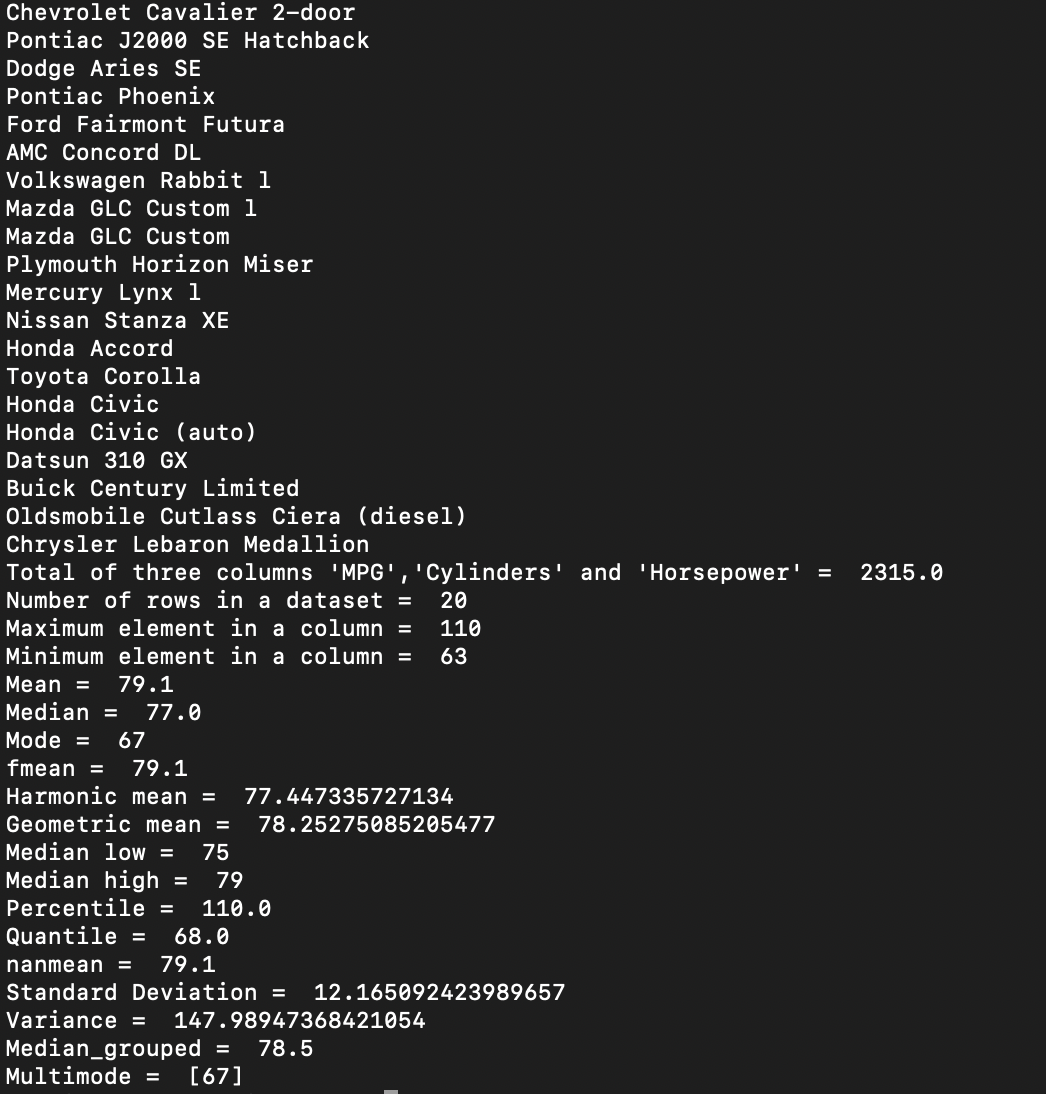 Chevrolet Cavalier 2-door
Pontiac J2000 SE Hatchback
Dodge Aries SE
Pontiac Phoenix
Ford Fairmont Futura
AMC Concord DL
Volkswagen Rabbit l
Mazda GLC Custom l
Mazda GLC Custom
Plymouth Horizon Miser
Mercury Lynx l
Nissan Stanza XE
Honda Accord
Toyota Corolla
Honda Civic
Honda Civic (auto)
Datsun 310 GX
Buick Century Limited
Oldsmobile Cutlass Ciera (diesel)
Chrysler Lebaron Medallion
Total of three columns 'MPG','Cylinders' and 'Horsepower' =  2315.0
Number of rows in a dataset =  20
Maximum element in a column =  110
Minimum element in a column =  63
Mean =  79.1
Median =  77.0
Mode =  67
fmean =  79.1
Harmonic mean =  77.447335727134
Geometric mean =  78.25275085205477
Median low =  75
Median high =  79
Percentile =  110.0
Quantile =  68.0
nanmean =  79.1
Standard Deviation =  12.165092423989657
Variance =  147.98947368421054
Median_grouped =  78.5
Multimode =  [67]